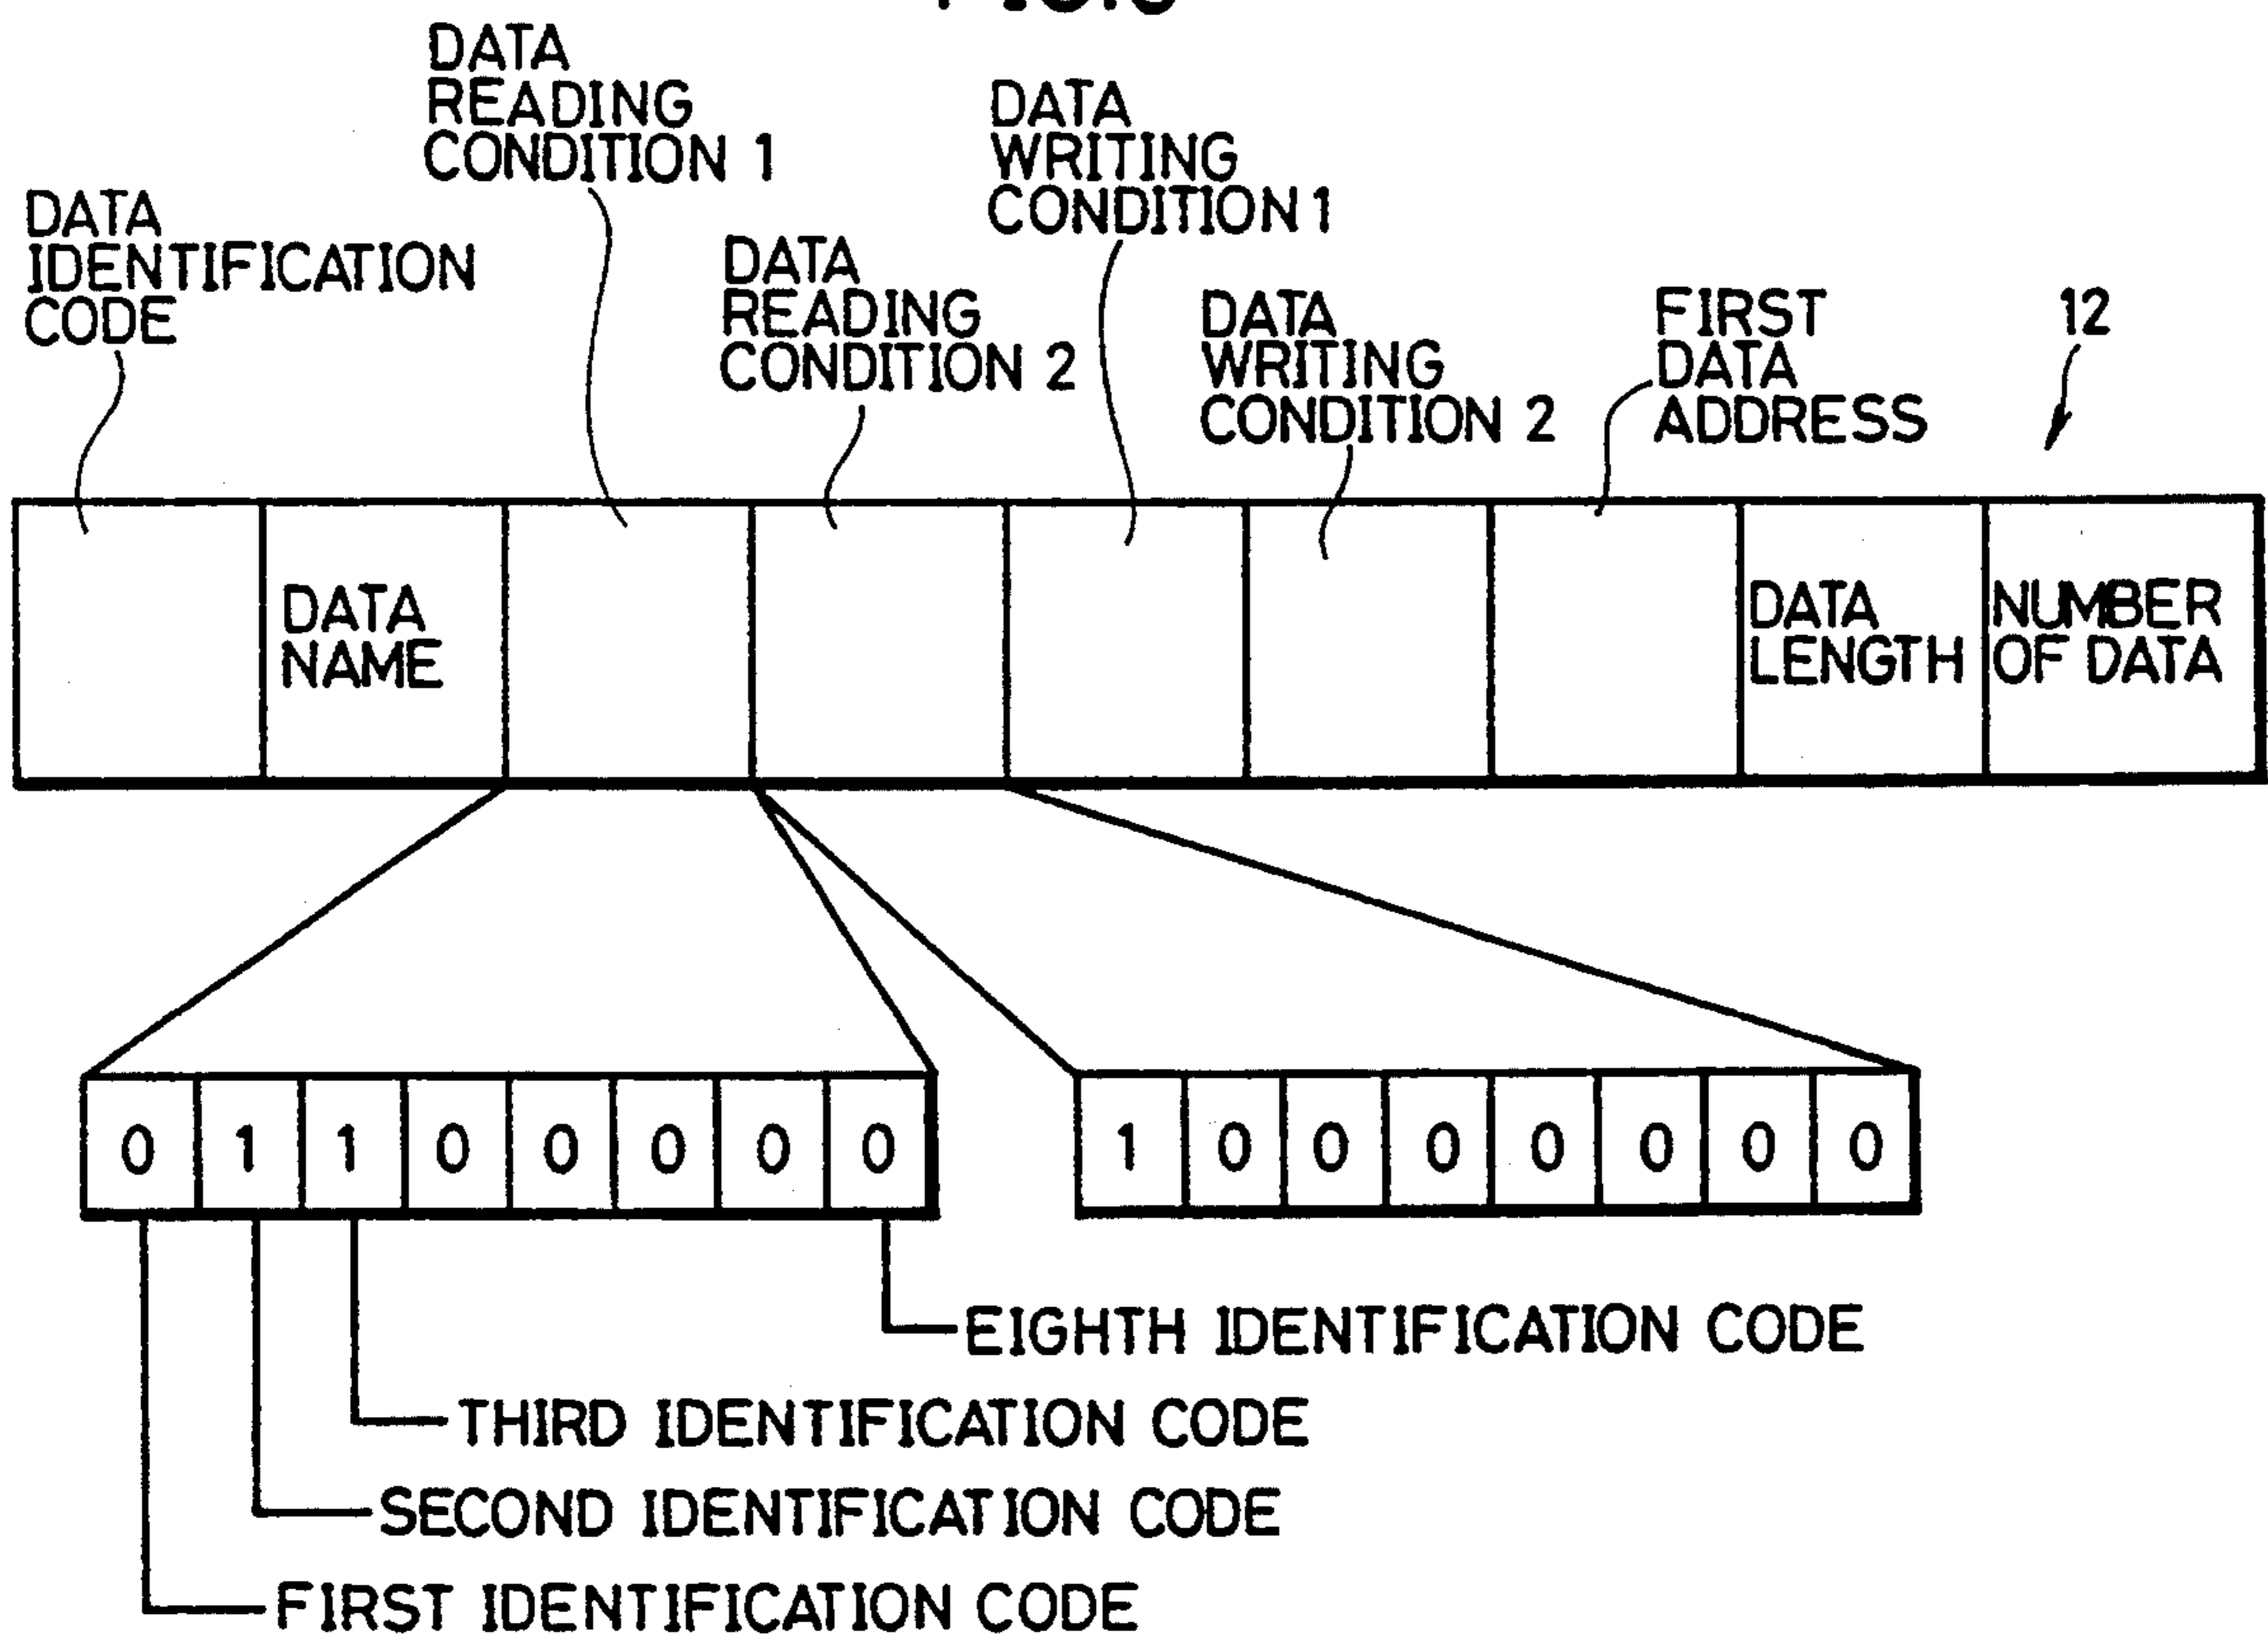 DATA
READING
CONDITION 1
DATA
WRITING
CONDITION 1
DATA
IDENTIFICATION
CODE
DATA
READING
CONDITION 2
DATA
WRITING
CONDITION 2
FIRST
DATA
ADDRESS
12
DATA
NAME
DATA
LENGTH
NUMBER
OF DATA
0 1 1 0 0 0 0 0
1 0 0 0 0 0 0 0
EIGHTH IDENTIFICATION CODE
THIRD IDENTIFICATION CODE
SECOND IDENTIFICATION CODE
FIRST IDENTIFICATION CODE